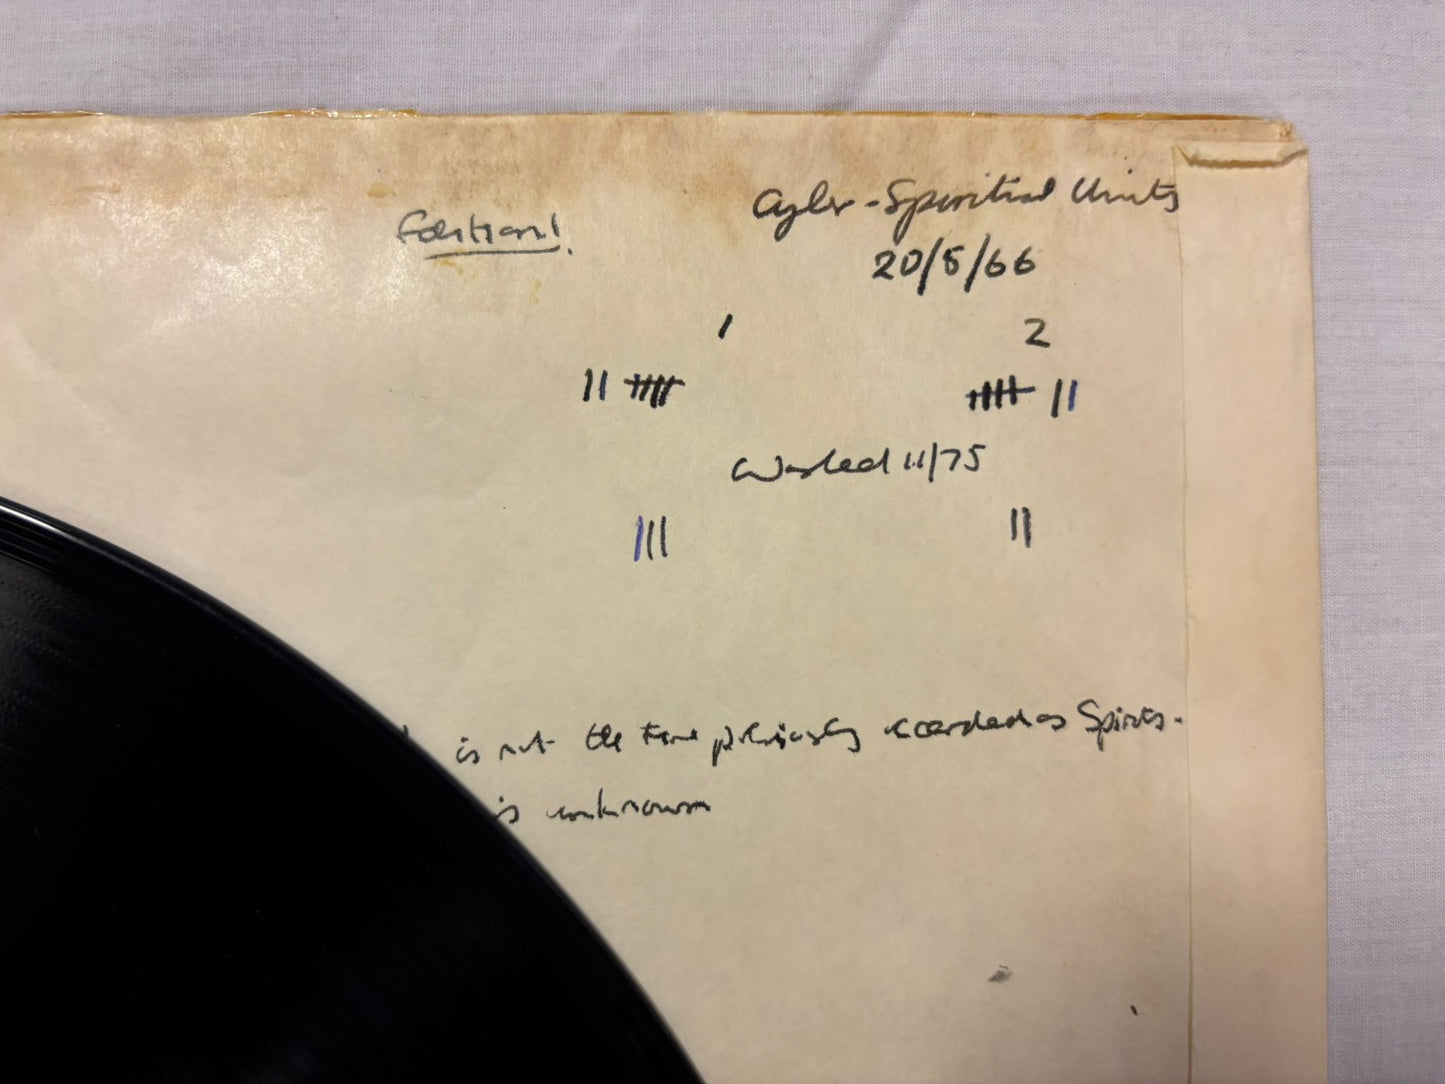 Ayler - Spiritual Unity
20/5/66
1 2
Washed 11/75
is not the tune previously recorded as Spirits.
is unknown